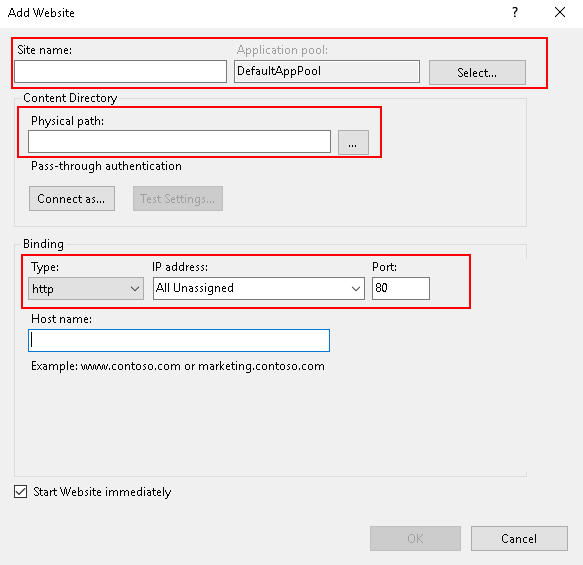 Add Website
?
Site name:
Application pool:
DefaultAppPool
Select...
Content Directory
Physical path:
...
Pass-through authentication
Connect as...
Test Settings...
Binding
Type:
IP address:
Port:
http
All Unassigned
80
Host name:
Example: www.contoso.com or marketing.contoso.com
Start Website immediately
OK
Cancel